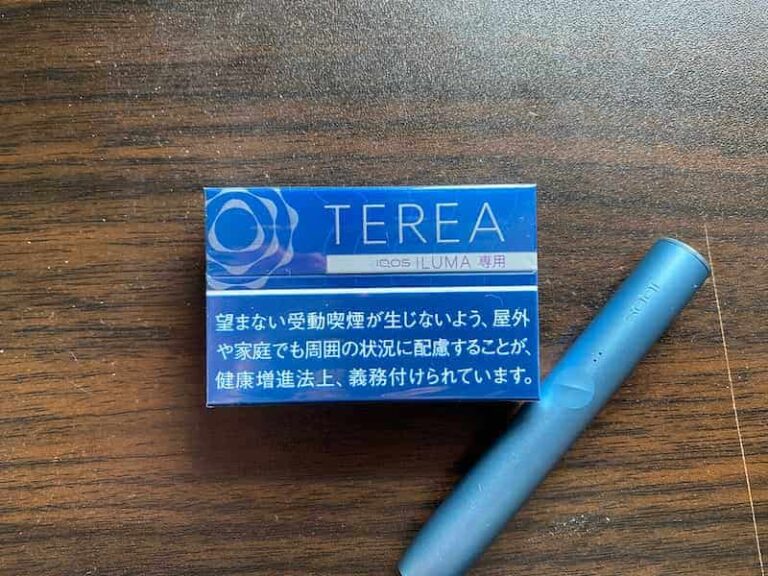 TEREA
IQOS ILUMA 専用
望まない受動喫煙が生じないよう、屋外
や家庭でも周囲の状況に配慮することが、
健康増進法上、義務付けられています。
IQOS